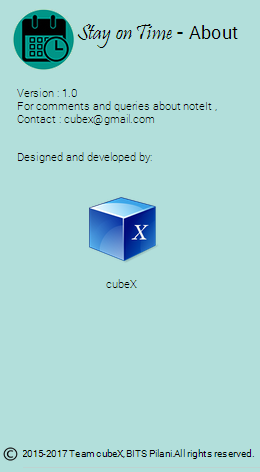 Stay on Time - About
Version : 1.0
For comments and queries about noteIt ,
Contact : cubex@gmail.com
Designed and developed by:
X
cubeX
© 2015-2017 Team cubeX, BITS Pilani.All rights reserved.